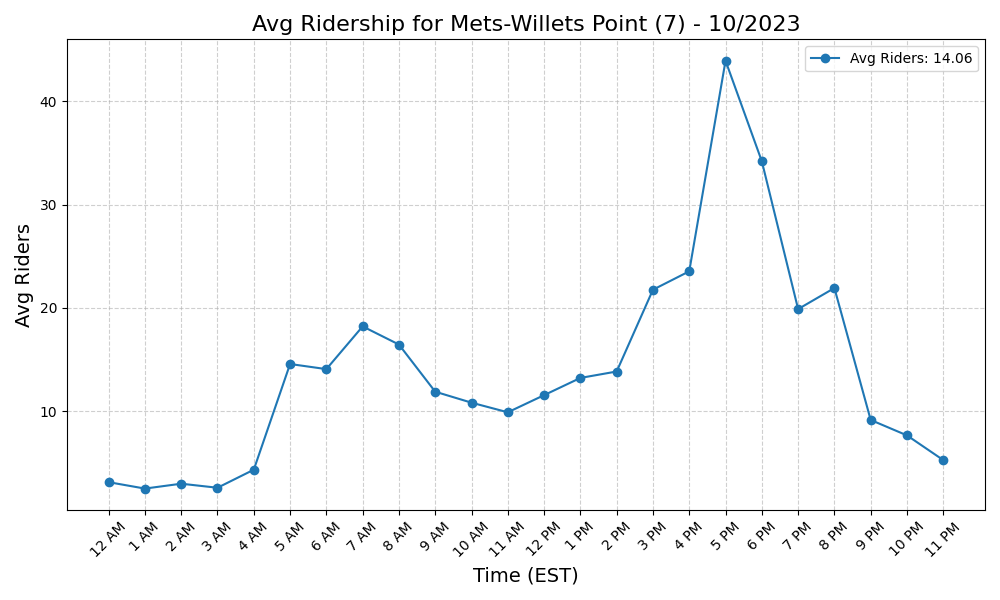 Avg Ridership for Mets-Willets Point (7) - 10/2023
Avg Riders: 14.06
Avg Riders
40
30
20
10
12 AM
1 AM
2 AM
3 AM
4 AM
5 AM
6 AM
7 AM
8 AM
9 AM
10 AM
11 AM
12 PM
1 PM
2 PM
3 PM
4 PM
5 PM
6 PM
7 PM
8 PM
9 PM
10 PM
11 PM
Time (EST)